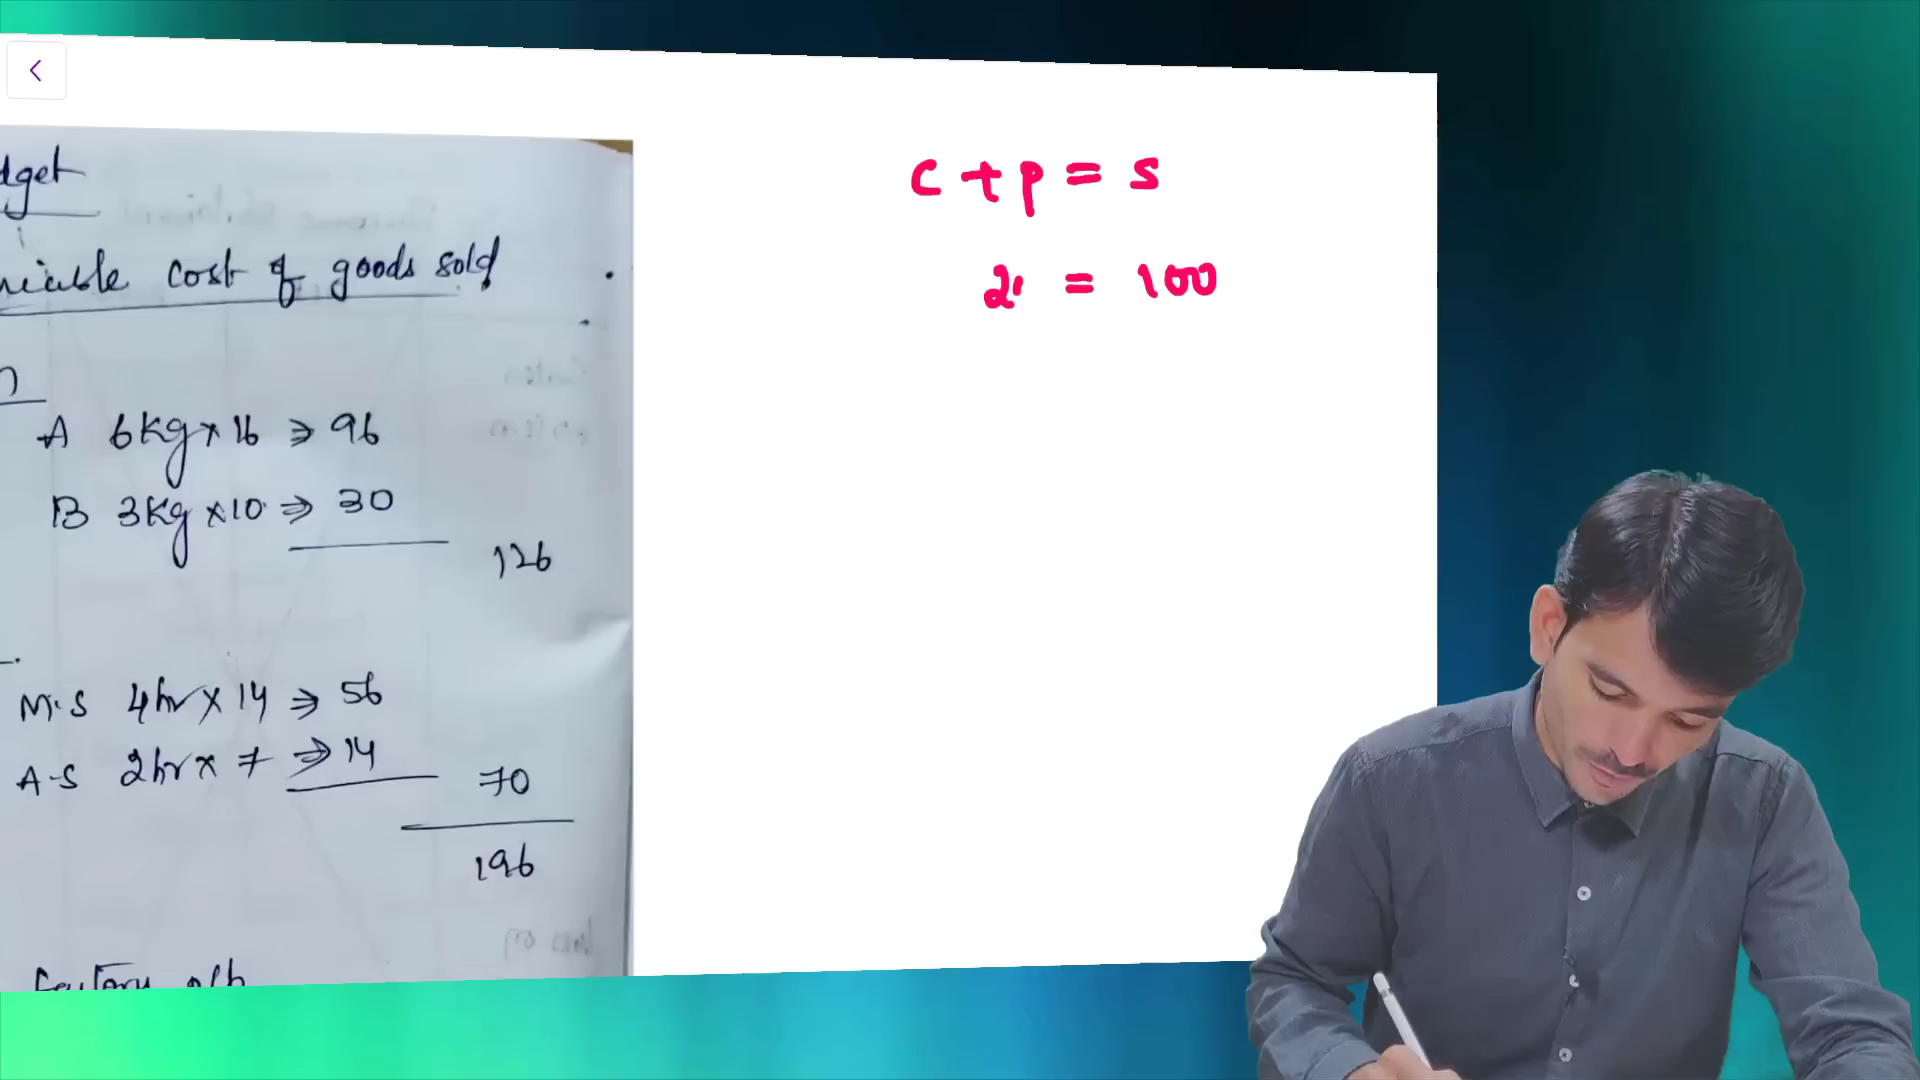 dget
riable cost of goods sold
A 6kg x 16 ⇒ 96
B 3kg x 10 ⇒ 30
126
M.S 4hr x 14 ⇒ 56
A-S 2hr x 7 ⇒ 14
70
196
factory o/h
C + P = S
= 100